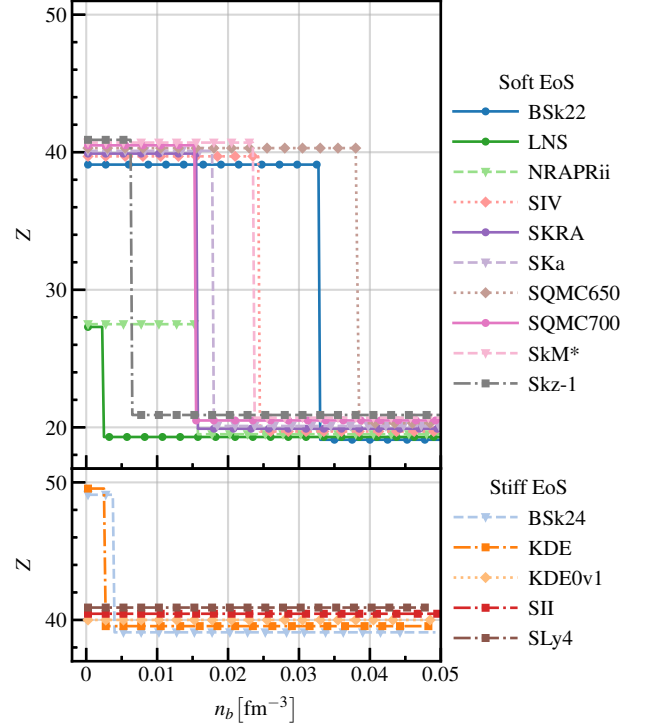 50
40
30
20
Z
Soft EoS
BSk22
LNS
NRAPRii
SIV
SKRA
SKa
SQMC650
SQMC700
SkM*
Skz-1
50
40
Z
0
0.01
0.02
0.03
0.04
0.05
n_b [fm⁻³]
Stiff EoS
BSk24
KDE
KDE0v1
SII
SLy4